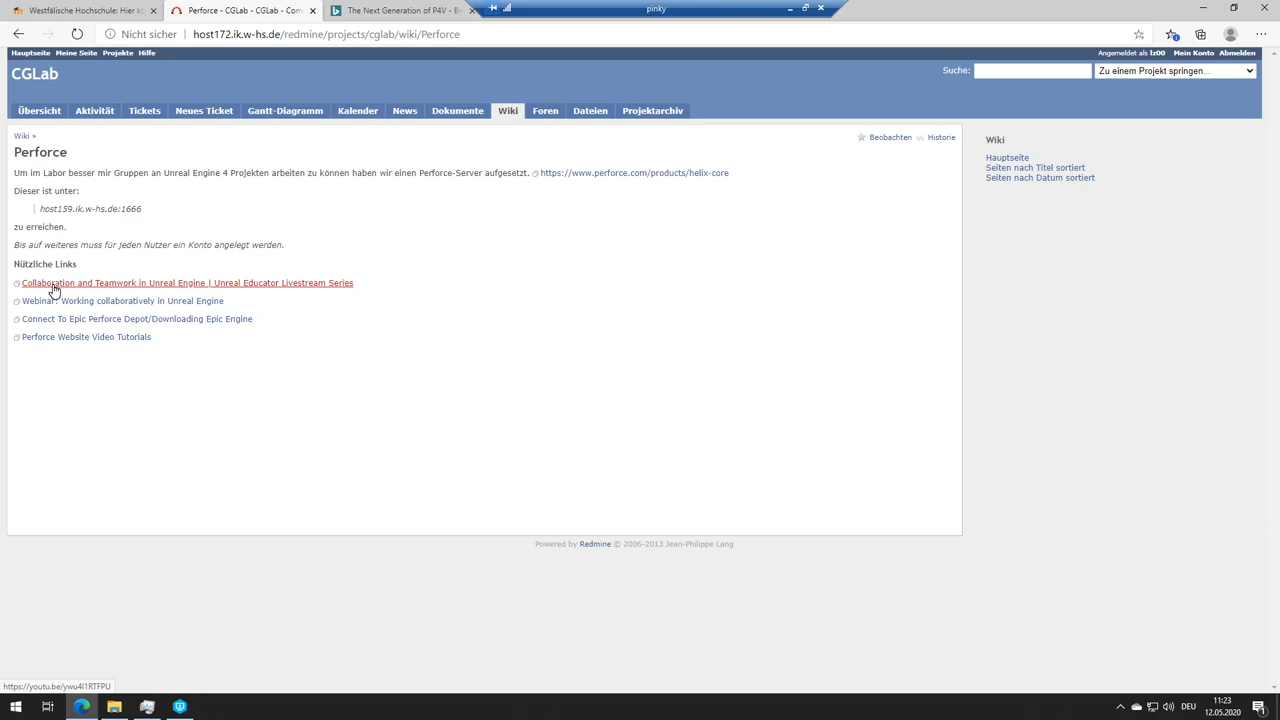 Westfälische Hochschule: Hier kö
Perforce - CGLab - CGLab - Com
The Next Generation of P4V - Bi
pinky
Nicht sicher
host172.ik.w-hs.de/redmine/projects/cglab/wiki/Perforce
Hauptseite Meine Seite Projekte Hilfe
Angemeldet als lz00 Mein Konto Abmelden
CGLab
Suche:
Zu einem Projekt springen...
Übersicht Aktivität Tickets Neues Ticket Gantt-Diagramm Kalender News Dokumente Wiki Foren Dateien Projektarchiv
Wiki »
Beobachten Historie
Perforce
Um im Labor besser mir Gruppen an Unreal Engine 4 Projekten arbeiten zu können haben wir einen Perforce-Server aufgesetzt. https://www.perforce.com/products/helix-core
Dieser ist unter:
host159.ik.w-hs.de:1666
zu erreichen.
Bis auf weiteres muss für jeden Nutzer ein Konto angelegt werden.
Nützliche Links
Collaboration and Teamwork in Unreal Engine | Unreal Educator Livestream Series
Webinar: Working collaboratively in Unreal Engine
Connect To Epic Perforce Depot/Downloading Epic Engine
Perforce Website Video Tutorials
Wiki
Hauptseite
Seiten nach Titel sortiert
Seiten nach Datum sortiert
Powered by Redmine © 2006-2013 Jean-Philippe Lang
https://youtu.be/ywu4I1RTFPU
DEU
11:23
12.05.2020
1